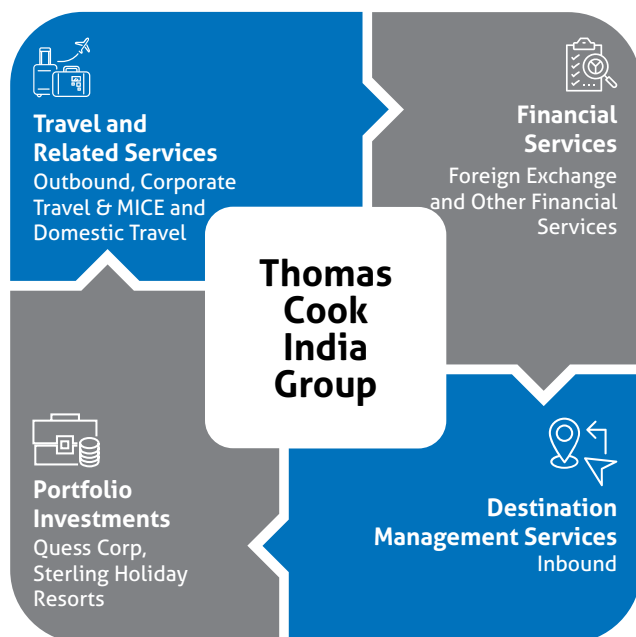 Travel and
Related Services
Outbound, Corporate
Travel & MICE and
Domestic Travel
Financial
Services
Foreign Exchange
and Other Financial
Services
Thomas
Cook
India
Group
Portfolio
Investments
Quess Corp,
Sterling Holiday
Resorts
Destination
Management Services
Inbound